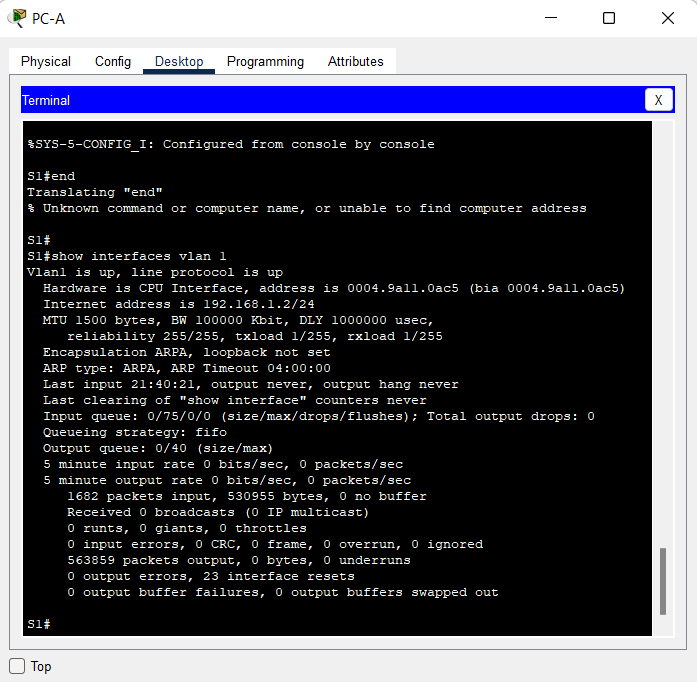 PC-A
Physical Config Desktop Programming Attributes
Terminal X
%SYS-5-CONFIG_I: Configured from console by console
S1#end
Translating "end"
% Unknown command or computer name, or unable to find computer address
S1#
S1#show interfaces vlan 1
Vlan1 is up, line protocol is up
Hardware is CPU Interface, address is 0004.9a11.0ac5 (bia 0004.9a11.0ac5)
Internet address is 192.168.1.2/24
MTU 1500 bytes, BW 100000 Kbit, DLY 1000000 usec,
reliability 255/255, txload 1/255, rxload 1/255
Encapsulation ARPA, loopback not set
ARP type: ARPA, ARP Timeout 04:00:00
Last input 21:40:21, output never, output hang never
Last clearing of "show interface" counters never
Input queue: 0/75/0/0 (size/max/drops/flushes); Total output drops: 0
Queueing strategy: fifo
Output queue: 0/40 (size/max)
5 minute input rate 0 bits/sec, 0 packets/sec
5 minute output rate 0 bits/sec, 0 packets/sec
1682 packets input, 530955 bytes, 0 no buffer
Received 0 broadcasts (0 IP multicast)
0 runts, 0 giants, 0 throttles
0 input errors, 0 CRC, 0 frame, 0 overrun, 0 ignored
563859 packets output, 0 bytes, 0 underruns
0 output errors, 23 interface resets
0 output buffer failures, 0 output buffers swapped out
S1#
Top